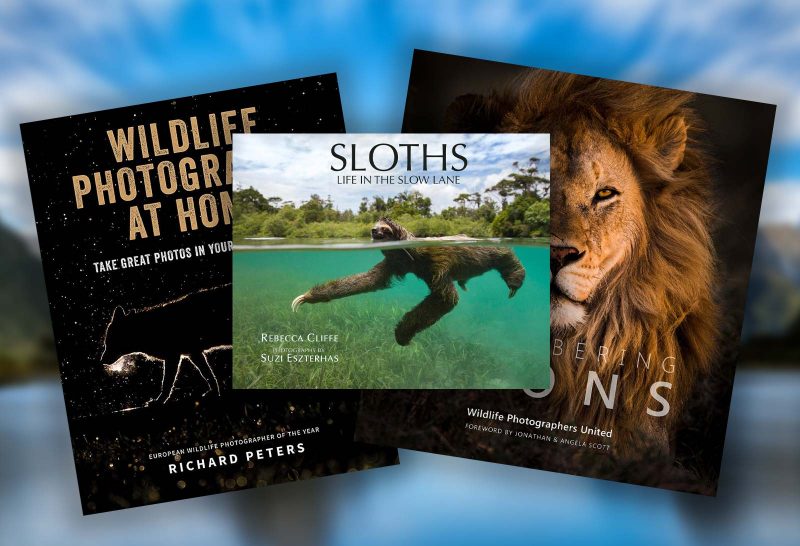 WILDLIFE
PHOTOGRA
AT HOM
TAKE GREAT PHOTOS IN YOUR
EUROPEAN WILDLIFE PHOTOGRAPHER OF THE YEAR
RICHARD PETERS
SLOTHS
LIFE IN THE SLOW LANE
REBECCA CLIFFE
PHOTOGRAPHY BY
SUZI ESZTERHAS
BERING
ONS
Wildlife Photographers United
FOREWORD BY JONATHAN & ANGELA SCOTT